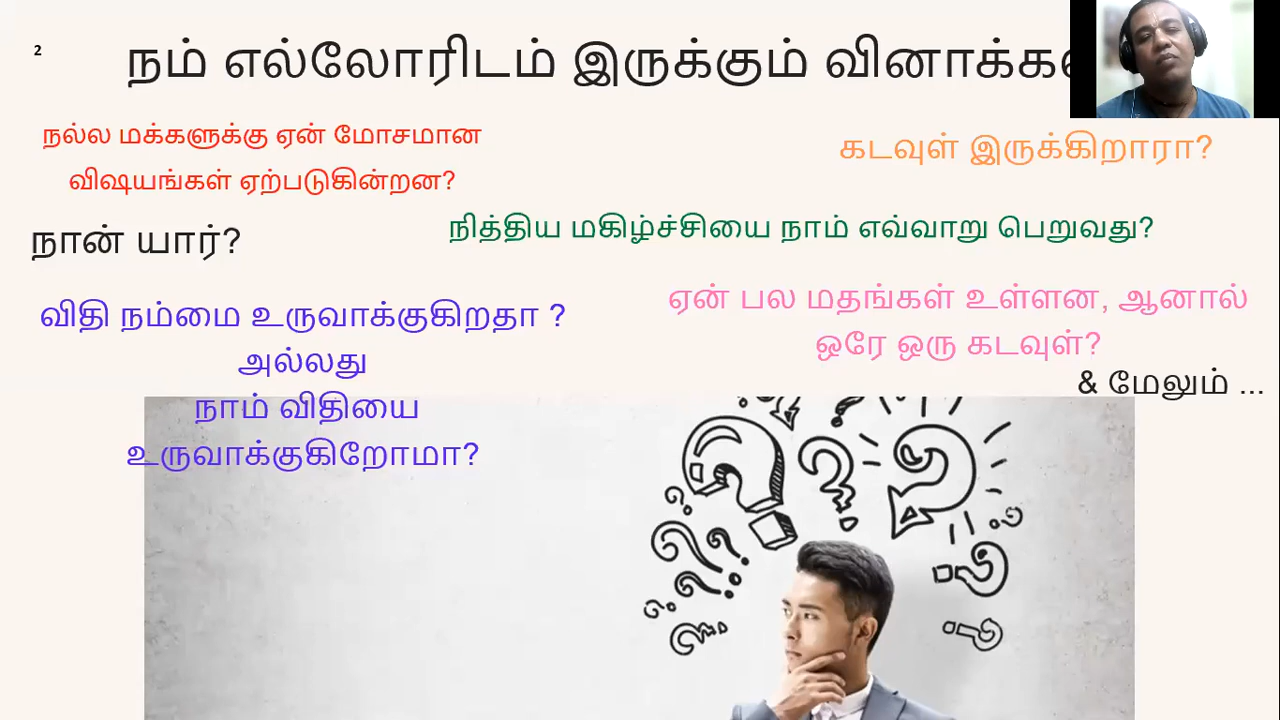 2
நம் எல்லோரிடம் இருக்கும்
நல்ல மக்களுக்கு ஏன் மோசமான
விஷயங்கள் ஏற்படுகின்றன?
கடவுள் இருக்கிறாரா?
நித்திய மகிழ்ச்சியை நாம் எவ்வாறு பெறுவது?
நான் யார்?
விதி நம்மை உருவாக்குகிறதா ?
அல்லது
நாம் விதியை
உருவாக்குகிறோமா?
ஏன் பல மதங்கள் உள்ளன, ஆனால்
ஒரே ஒரு கடவுள்?
& மேலும் ...